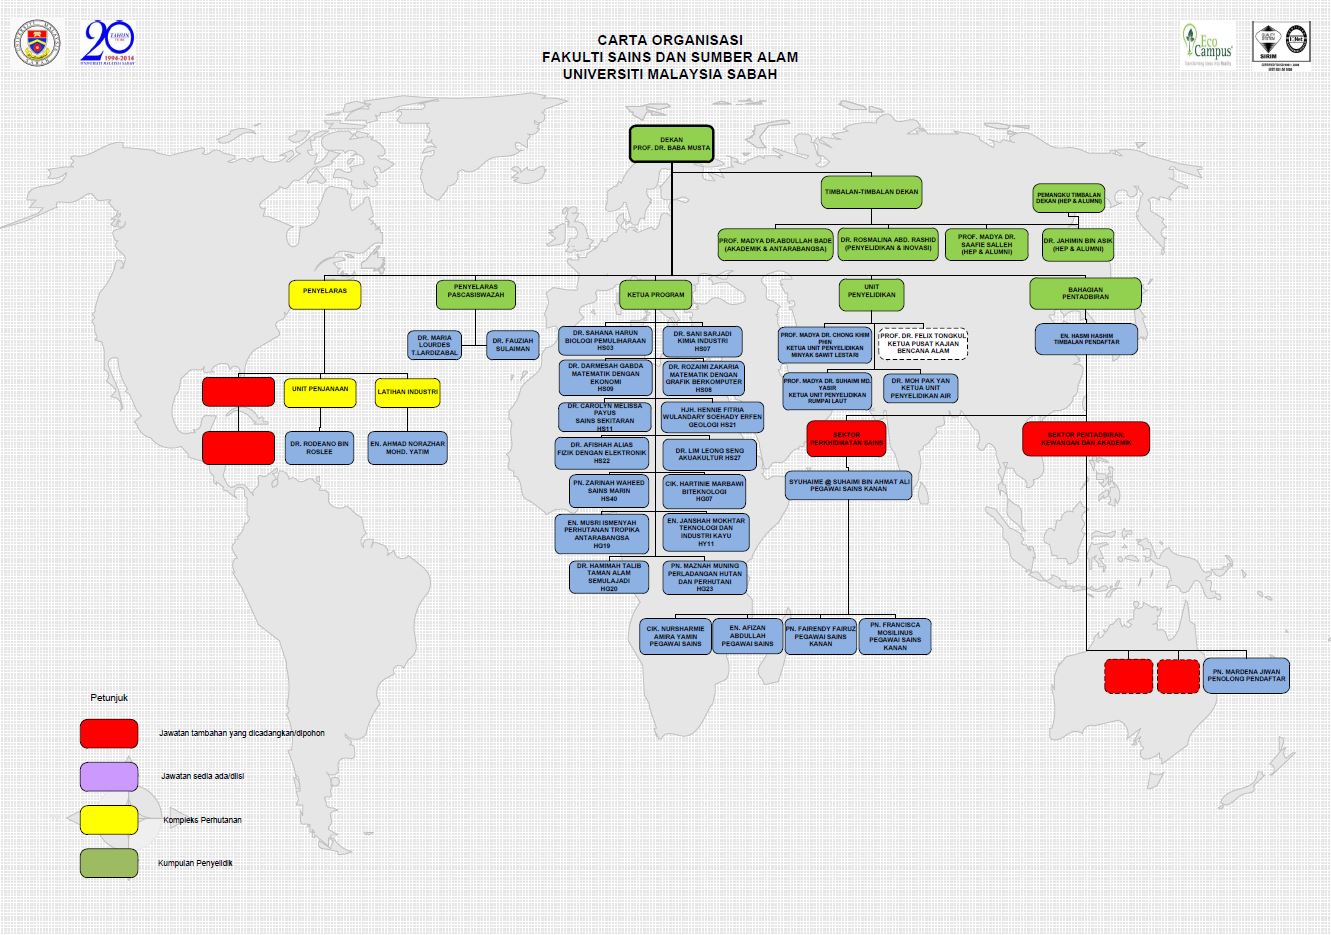 CARTA ORGANISASI
FAKULTI SAINS DAN SUMBER ALAM
UNIVERSITI MALAYSIA SABAH
20
TAHUN
1994-2014
UNIVERSITI MALAYSIA SABAH
Eco
Campus
SIRIM
DEKAN
PROF. DR. BABA MUSTA
TIMBALAN-TIMBALAN DEKAN
PEMANGKU TIMBALAN
DEKAN (HEP & ALUMNI)
PROF. MADYA DR.ABDULLAH BADE
(AKADEMIK & ANTARABANGSA)
DR. ROSMALINA ABD. RASHID
(PENYELIDIKAN & INOVASI)
PROF. MADYA DR.
SAAFIE SALLEH
(HEP & ALUMNI)
DR. JAHIMIN BIN ASIK
(HEP & ALUMNI)
PENYELARAS
PENYELARAS
PASCASISWAZAH
KETUA PROGRAM
UNIT
PENYELIDIKAN
BAHAGIAN
PENTADBIRAN
DR. MARIA
LOURDES
T.LARDIZABAL
DR. FAUZIAH
SULAIMAN
UNIT PENJANAAN
LATIHAN INDUSTRI
DR. RODEANO BIN
ROSLEE
EN. AHMAD NORAZHAR
MOHD. YATIM
DR. SAHANA HARUN
BIOLOGI PEMULIHARAAN
HS03
DR. SANI SARJADI
KIMIA INDUSTRI
HS07
DR. DARMESAH GABDA
MATEMATIK DENGAN
EKONOMI
HS09
DR. ROZAIMI ZAKARIA
MATEMATIK DENGAN
GRAFIK BERKOMPUTER
HS08
DR. CAROLYN MELISSA
PAYUS
SAINS SEKITARAN
HS11
HJH. HENNIE FITRIA
WULANDARY SOEHADY ERFEN
GEOLOGI HS21
DR. AFISHAH ALIAS
FIZIK DENGAN ELEKTRONIK
HS22
DR. LIM LEONG SENG
AKUAKULTUR HS27
PN. ZARINAH WAHEED
SAINS MARIN
HS40
CIK. HARTINIE MARBAWI
BITEKNOLOGI
HG07
EN. MUSRI ISMENYAH
PERHUTANAN TROPIKA
ANTARABANGSA
HG19
EN. JANSHAH MOKHTAR
TEKNOLOGI DAN
INDUSTRI KAYU
HY11
DR. HAMIMAH TALIB
TAMAN ALAM
SEMULAJADI
HG20
PN. MAZNAH MUNING
PERLADANGAN HUTAN
DAN PERHUTANI
HG23
PROF. MADYA DR. CHONG KHIM
PHIN
KETUA UNIT PENYELIDIKAN
MINYAK SAWIT LESTARI
PROF. DR. FELIX TONGKUL
KETUA PUSAT KAJIAN
BENCANA ALAM
PROF. MADYA DR. SUHAIMI MD.
YASIR
KETUA UNIT PENYELIDIKAN
RUMPAI LAUT
DR. MOH PAK YAN
KETUA UNIT
PENYELIDIKAN AIR
EN. HASMI HASHIM
TIMBALAN PENDAFTAR
SEKTOR
PERKHIDMATAN SAINS
SEKTOR PENTADBIRAN,
KEWANGAN DAN AKADEMIK
SYUHAIME @ SUHAIMI BIN AHMAT ALI
PEGAWAI SAINS KANAN
CIK. NURSHARMIE
AMIRA YAMIN
PEGAWAI SAINS
EN. AFIZAN
ABDULLAH
PEGAWAI SAINS
PN. FAIRENDY FAIRUZ
PEGAWAI SAINS
KANAN
PN. FRANCISCA
MOSILINUS
PEGAWAI SAINS
KANAN
PN. MARDENA JIWAN
PENOLONG PENDAFTAR
Petunjuk
Jawatan tambahan yang dicadangkan/dipohon
Jawatan sedia ada/diisi
Kompleks Perhutanan
Kumpulan Penyelidik